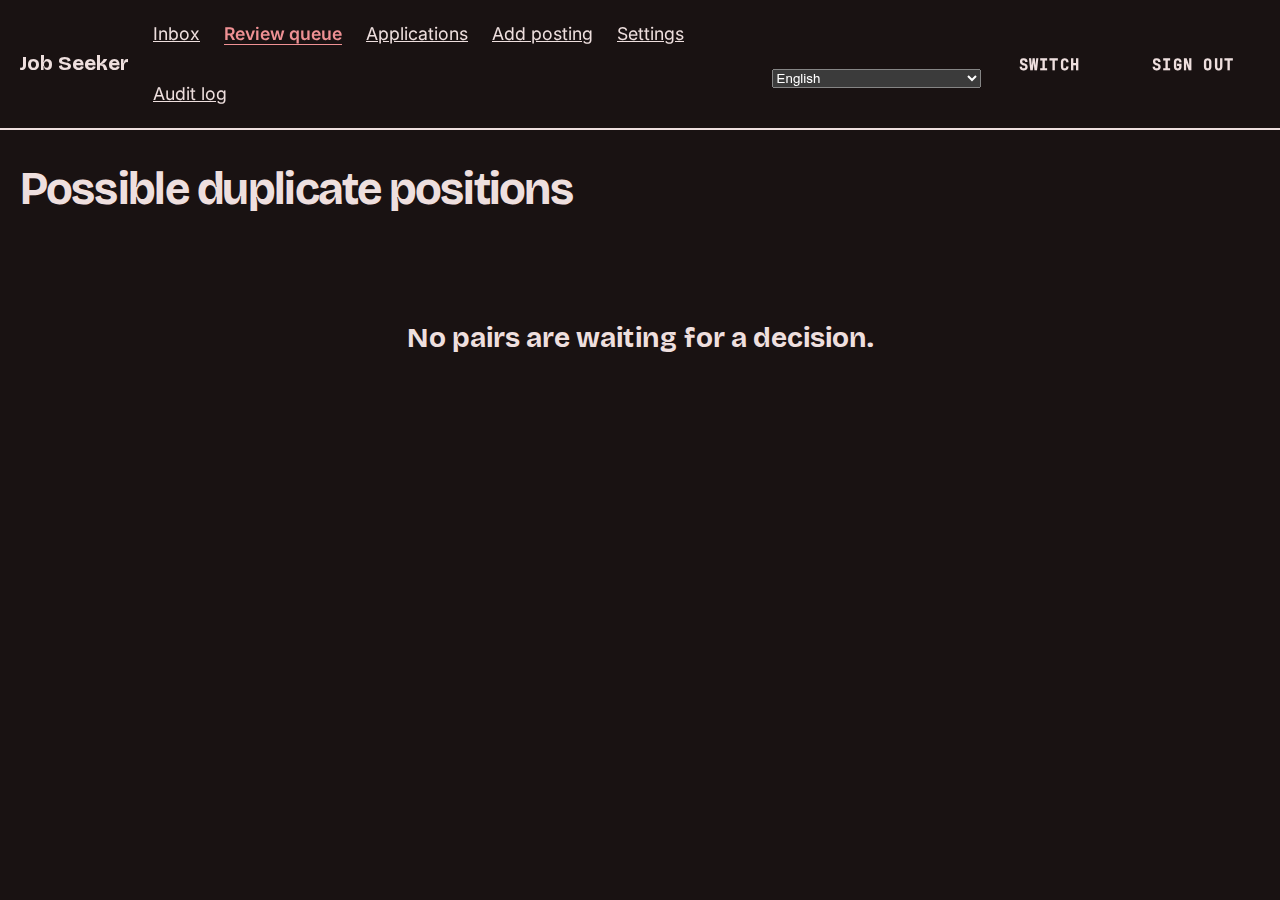 Job Seeker
Inbox Review queue Applications Add posting Settings
Audit log
English
SWITCH
SIGN OUT
Possible duplicate positions
No pairs are waiting for a decision.